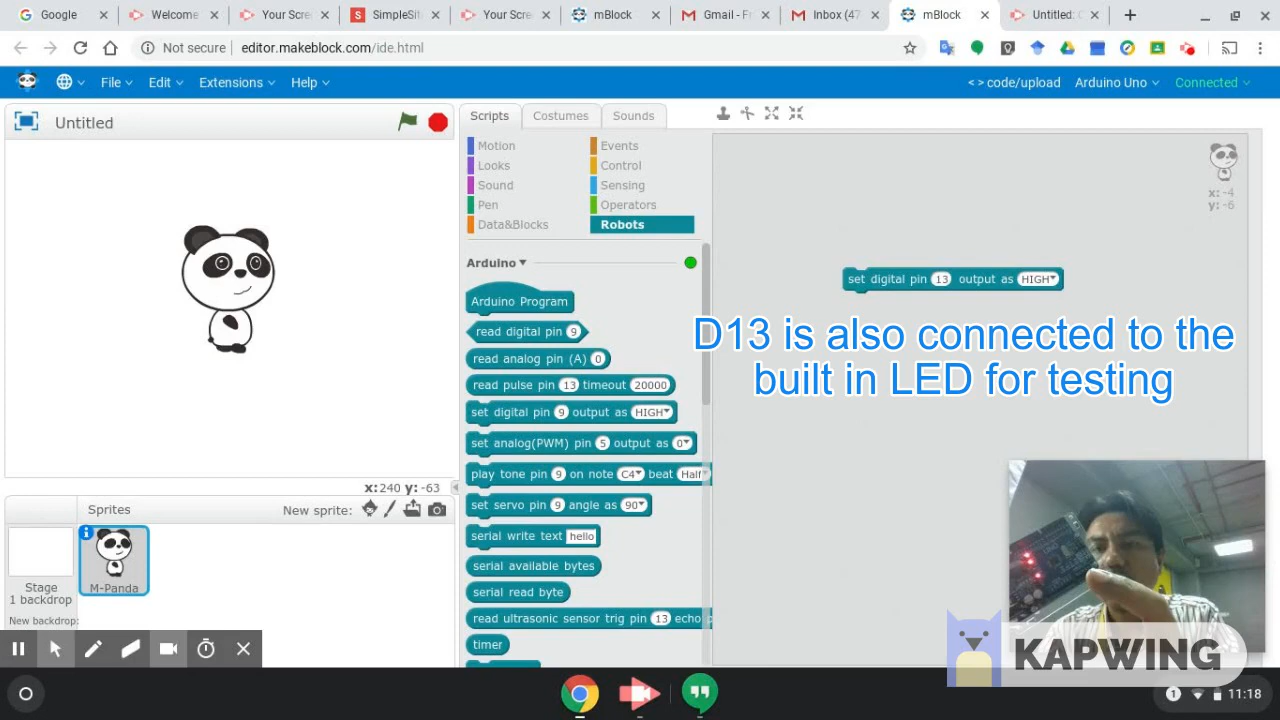 Google
Welcome
Your Scre
SimpleSit
Your Scre
mBlock
Gmail - Fr
Inbox (47
mBlock
Untitled: C
Not secure
editor.makeblock.com/ide.html
File
Edit
Extensions
Help
< > code/upload
Arduino Uno
Connected
Untitled
Scripts
Costumes
Sounds
Motion
Events
Looks
Control
Sound
Sensing
Pen
Operators
Data&Blocks
Robots
Arduino
Arduino Program
read digital pin 9
read analog pin (A) 0
read pulse pin 13 timeout 20000
set digital pin 9 output as HIGH
set analog(PWM) pin 5 output as 0
play tone pin 9 on note C4 beat Half
set servo pin 9 angle as 90
serial write text hello
serial available bytes
serial read byte
read ultrasonic sensor trig pin 13 echo p
timer
x: -4
y: -6
set digital pin 13 output as HIGH
D13 is also connected to the
built in LED for testing
x: 240 y: -63
Sprites
New sprite:
Stage
1 backdrop
New backdrop:
M-Panda
KAPWING
1
11:18